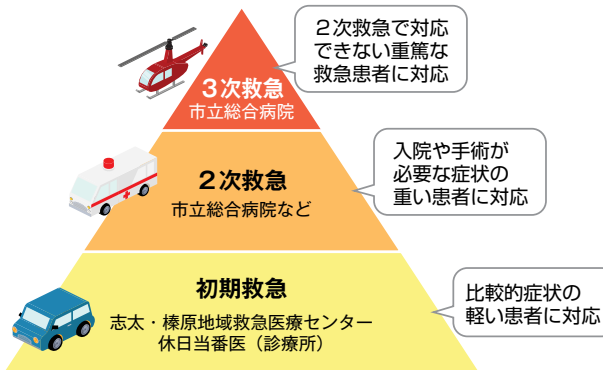 ２次救急で対応
できない重篤な
救急患者に対応
３次救急
市立総合病院
入院や手術が
必要な症状の
重い患者に対応
２次救急
市立総合病院など
初期救急
志太・榛原地域救急医療センター
休日当番医（診療所）
比較的症状の
軽い患者に対応